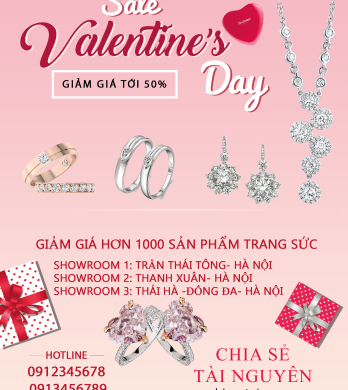 Sale
Valentine's
Day
GIẢM GIÁ TỚI 50%
GIẢM GIÁ HƠN 1000 SẢN PHẨM TRANG SỨC
SHOWROOM 1: TRẦN THÁI TÔNG- HÀ NỘI
SHOWROOM 2: THANH XUÂN- HÀ NỘI
SHOWROOM 3: THÁI HÀ -ĐỐNG ĐA- HÀ NỘI
HOTLINE
0912345678
0913456789
CHIA SẺ
TÀI NGUYÊN